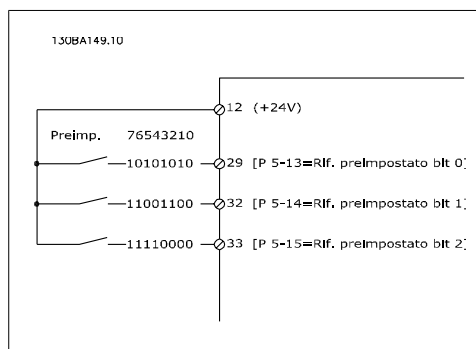 130BA149.10
12 (+24V)
Preimp. 76543210
10101010 29 [P 5-13=Rif. preimpostato bit 0]
11001100 32 [P 5-14=Rif. preimpostato bit 1]
11110000 33 [P 5-15=Rif. preimpostato bit 2]